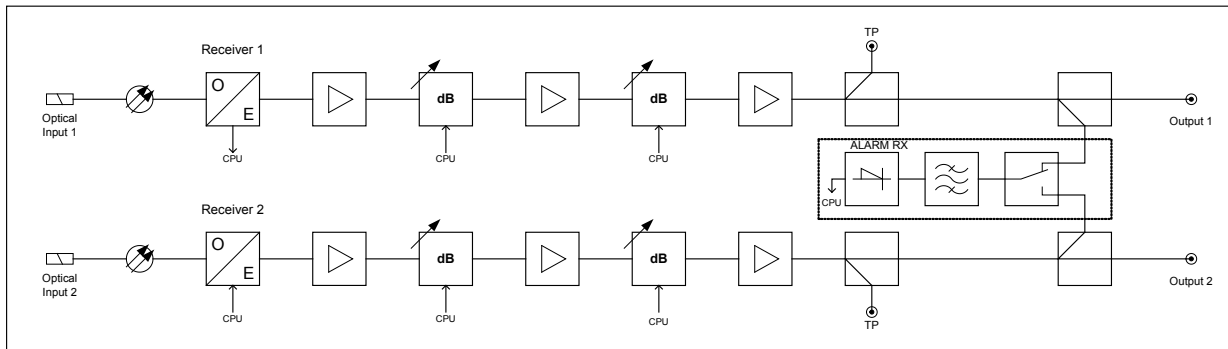 Receiver 1
TP
O
E
dB
dB
Optical
Input 1
Output 1
CPU
CPU
CPU
ALARM RX
CPU
Receiver 2
O
E
dB
dB
Optical
Input 2
Output 2
CPU
CPU
CPU
TP